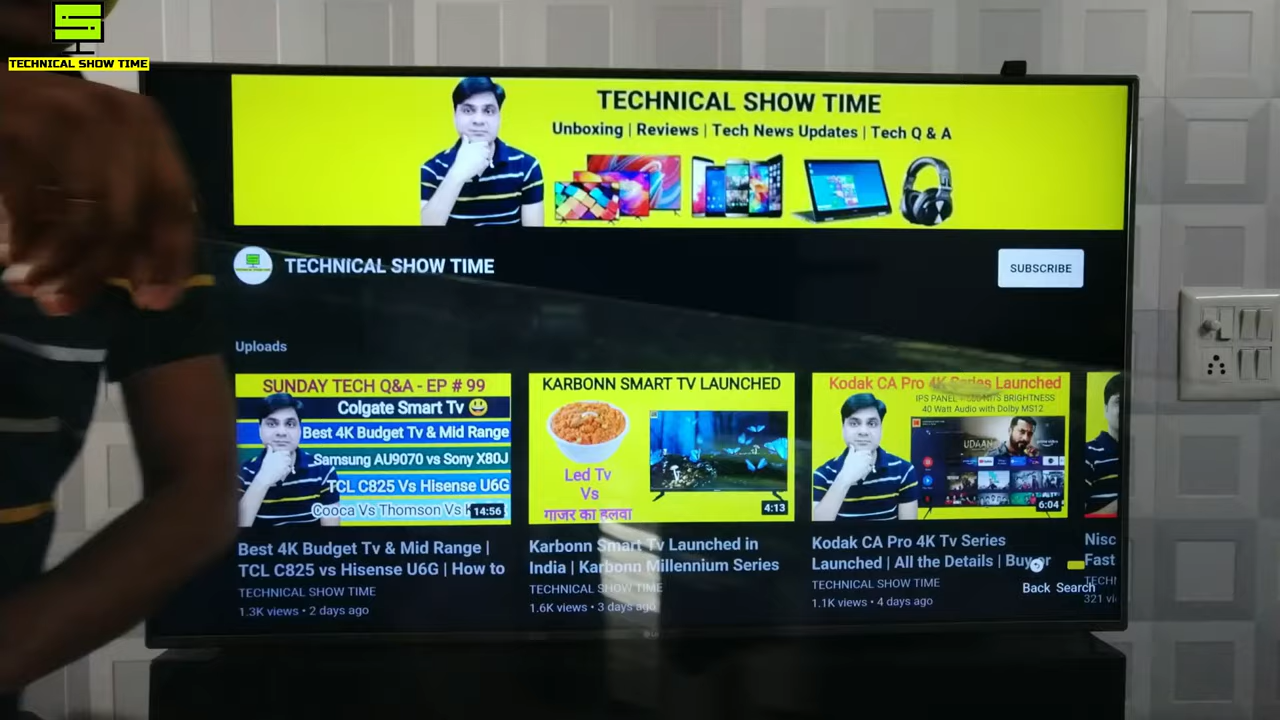 TECHNICAL SHOW TIME
TECHNICAL SHOW TIME
Unboxing | Reviews | Tech News Updates | Tech Q & A
TECHNICAL SHOW TIME
SUBSCRIBE
Uploads
SUNDAY TECH Q&A - EP # 99
Colgate Smart Tv
Best 4K Budget Tv & Mid Range
Samsung AU9070 vs Sony X80J
TCL C825 Vs Hisense U6G
Cooca Vs Thomson Vs
14:56
Best 4K Budget Tv & Mid Range |
TCL C825 vs Hisense U6G | How to
TECHNICAL SHOW TIME
1.3K views • 2 days ago
KARBONN SMART TV LAUNCHED
Led Tv
Vs
गाजर का हलवा
4:13
Karbonn Smart Tv Launched in
India | Karbonn Millennium Series
TECHNICAL SHOW TIME
1.6K views • 3 days ago
Kodak CA Pro 4K Series Launched
IPS PANEL NITS BRIGHTNESS
40 Watt Audio with Dolby MS12
UDAAN
6:04
Kodak CA Pro 4K Tv Series
Launched | All the Details | Buy or
TECHNICAL SHOW TIME
1.1K views • 4 days ago
Nisc
Fast
TECHN
321 vi
Back Search
LG